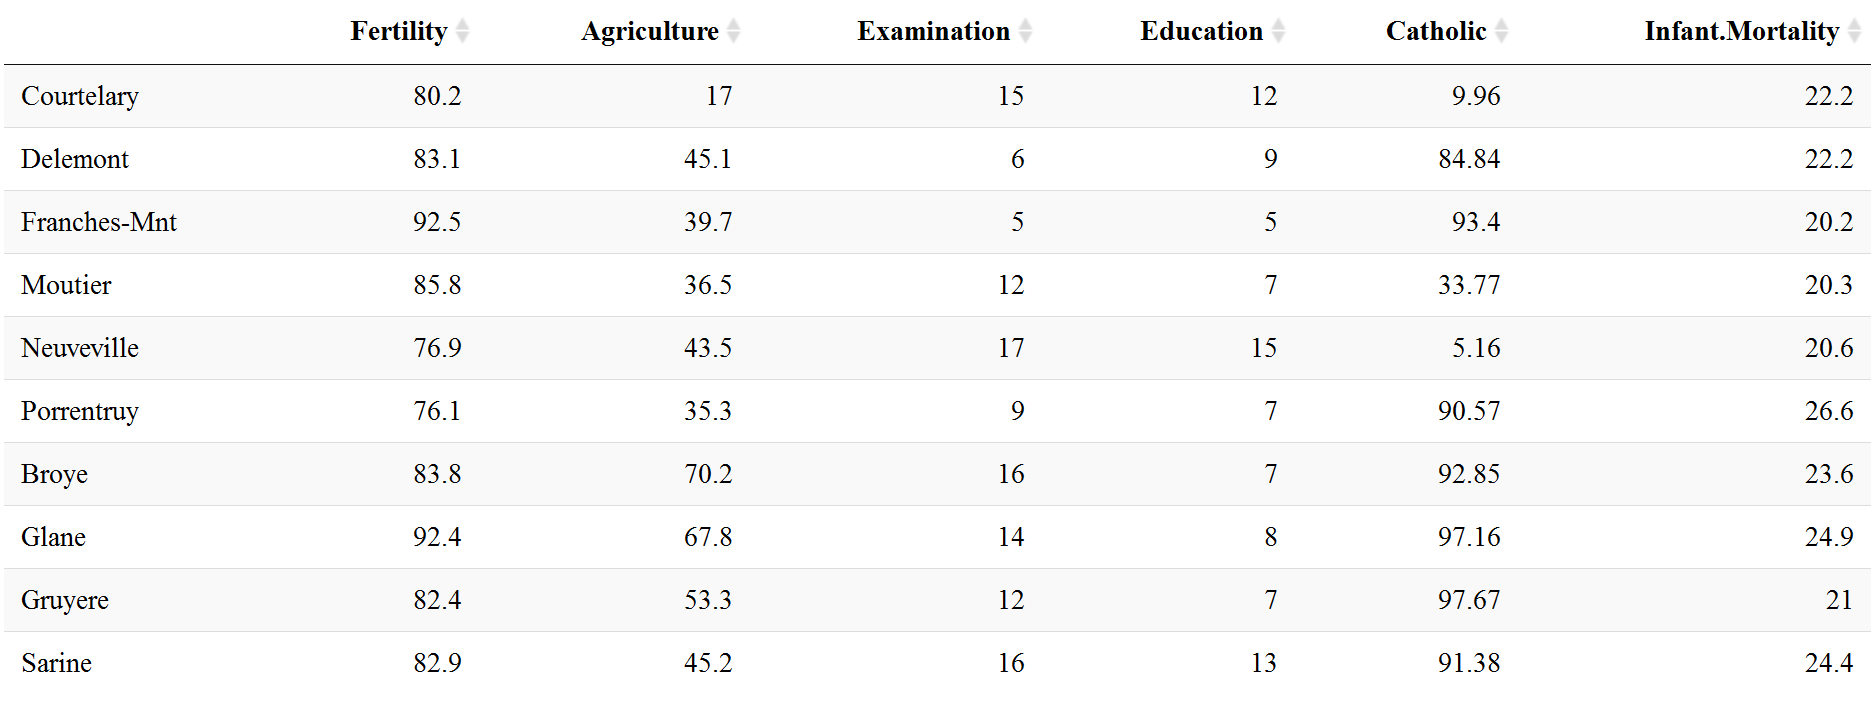 Fertility Agriculture Examination Education Catholic Infant.Mortality
Courtelary 80.2 17 15 12 9.96 22.2
Delemont 83.1 45.1 6 9 84.84 22.2
Franches-Mnt 92.5 39.7 5 5 93.4 20.2
Moutier 85.8 36.5 12 7 33.77 20.3
Neuveville 76.9 43.5 17 15 5.16 20.6
Porrentruy 76.1 35.3 9 7 90.57 26.6
Broye 83.8 70.2 16 7 92.85 23.6
Glane 92.4 67.8 14 8 97.16 24.9
Gruyere 82.4 53.3 12 7 97.67 21
Sarine 82.9 45.2 16 13 91.38 24.4